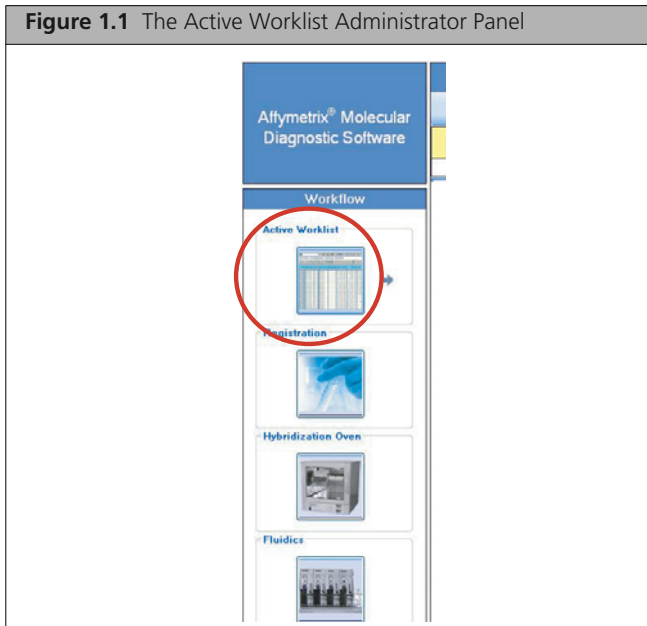 Figure 1.1 The Active Worklist Administrator Panel
Affymetrix® Molecular
Diagnostic Software
Workflow
Active Worklist
Registration
Hybridization Oven
Fluidics